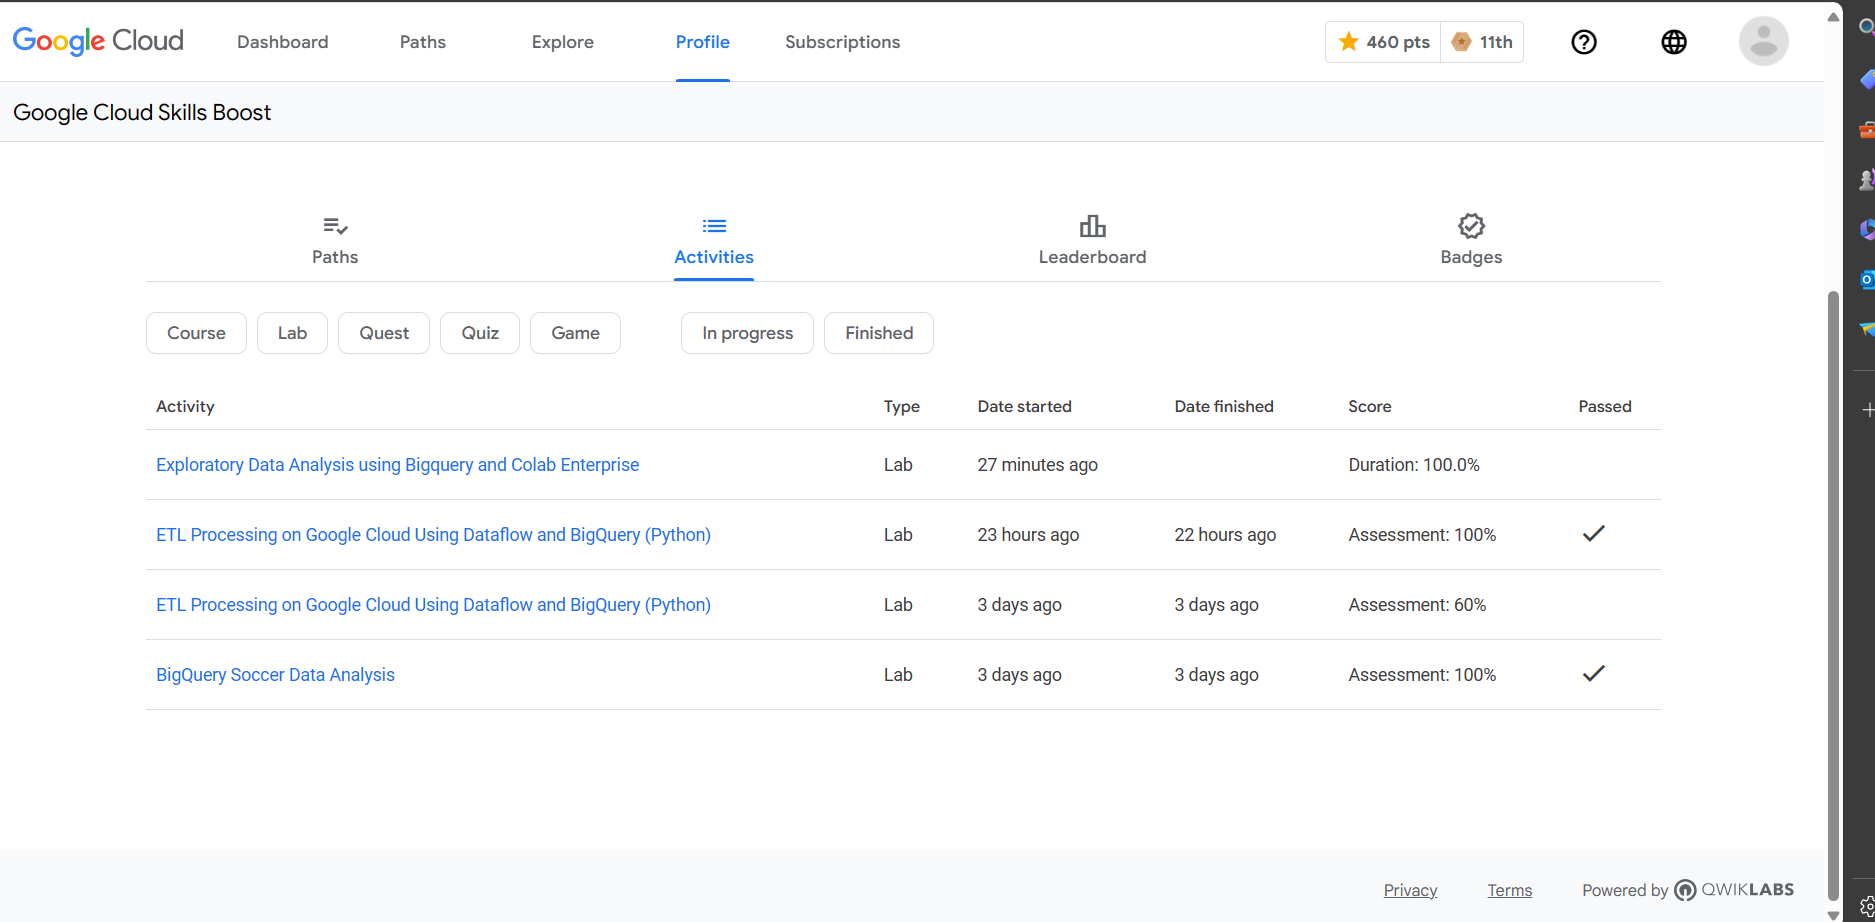 Google Cloud Dashboard Paths Explore Profile Subscriptions 460 pts 11th
Google Cloud Skills Boost
Paths Activities Leaderboard Badges
Course Lab Quest Quiz Game In progress Finished
Activity Type Date started Date finished Score Passed
Exploratory Data Analysis using Bigquery and Colab Enterprise Lab 27 minutes ago Duration: 100.0%
ETL Processing on Google Cloud Using Dataflow and BigQuery (Python) Lab 23 hours ago 22 hours ago Assessment: 100%
ETL Processing on Google Cloud Using Dataflow and BigQuery (Python) Lab 3 days ago 3 days ago Assessment: 60%
BigQuery Soccer Data Analysis Lab 3 days ago 3 days ago Assessment: 100%
Privacy Terms Powered by QWIKLABS